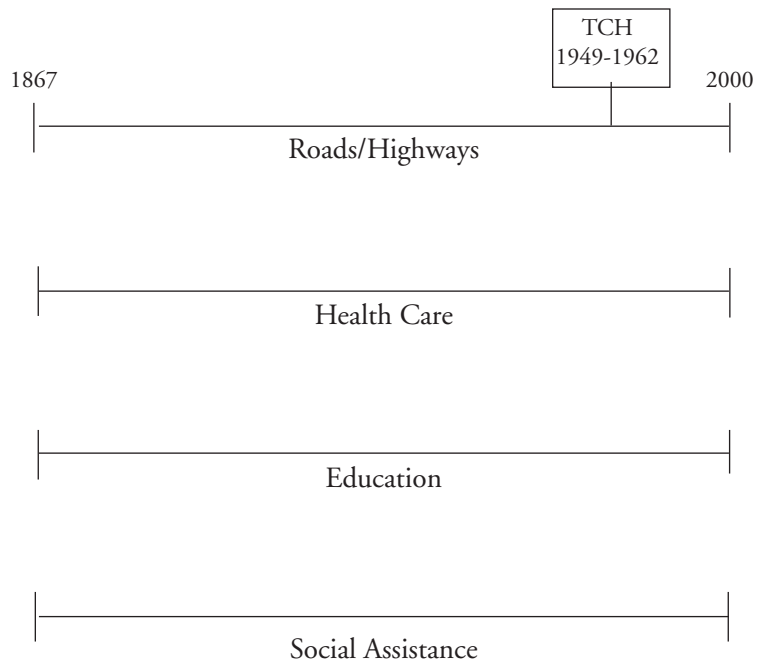 TCH
1949-1962
1867
2000
Roads/Highways
Health Care
Education
Social Assistance